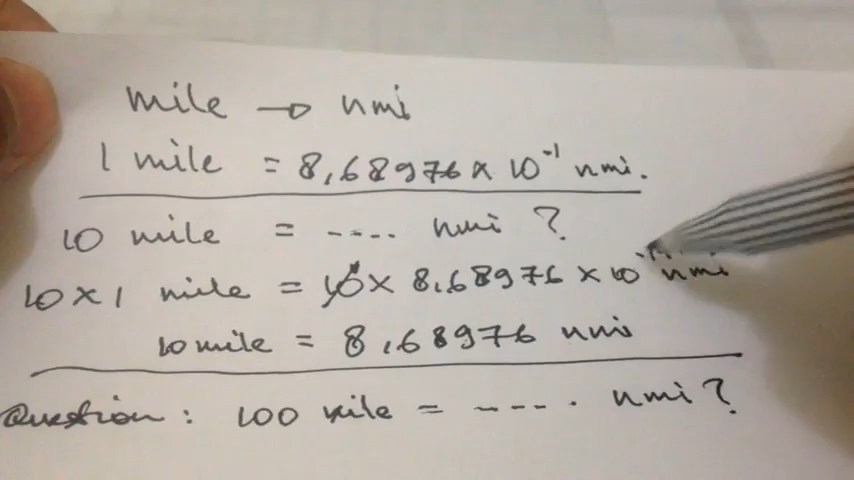 mile → nmi
1 mile = 8,68976 x 10⁻¹ nmi.
10 mile = ---.. nmi ?
10 x 1 mile = 10 x 8,68976 x 10⁻¹ nmi
10 mile = 8,68976 nmi
Question : 100 mile = ---- . nmi ?